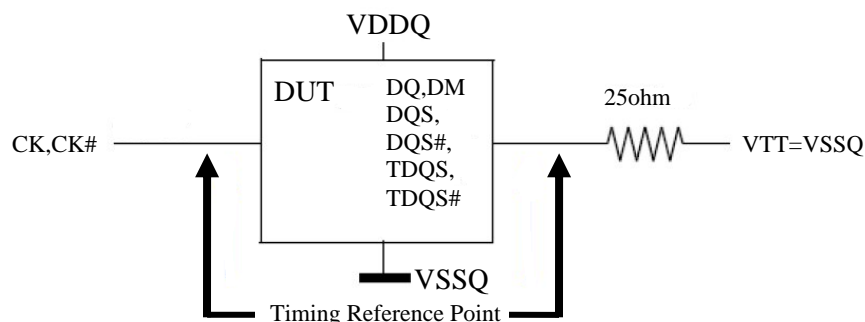 VDDQ
DUT
DQ,DM
DQS,
DQS#,
TDQS,
TDQS#
25ohm
CK,CK#
VTT=VSSQ
VSSQ
Timing Reference Point